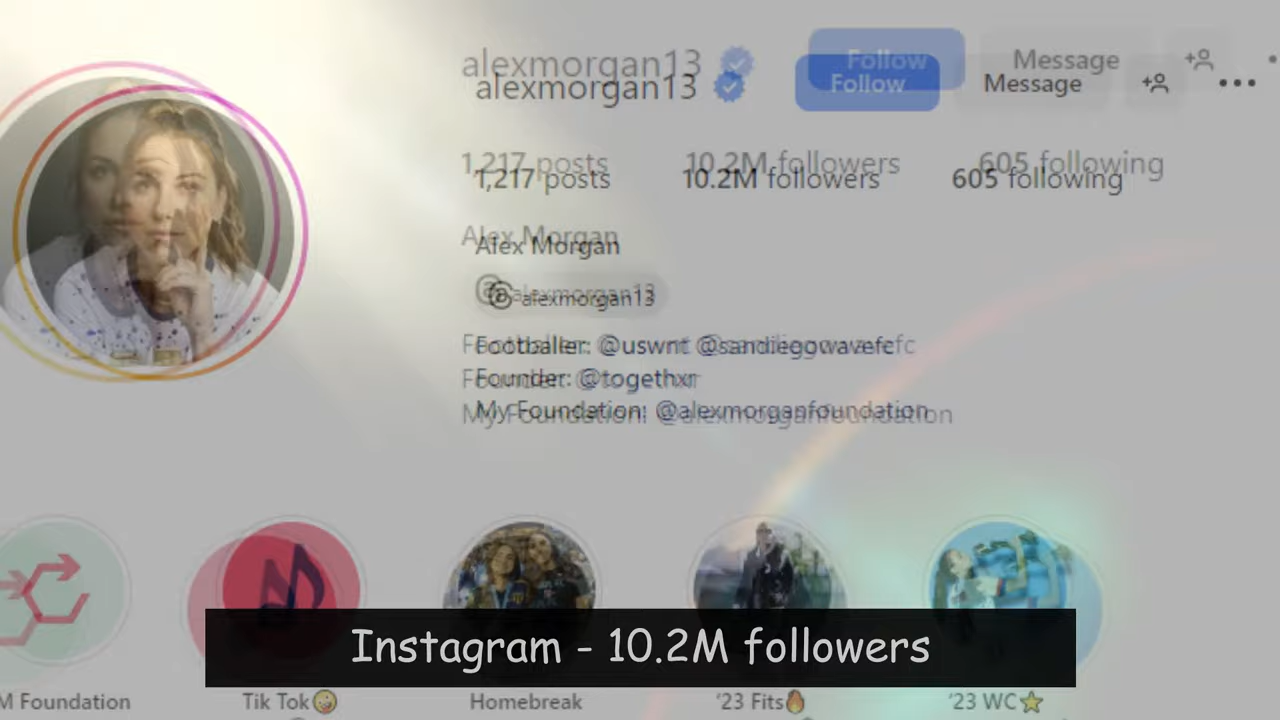 alexmorgan13 Follow Message
1,217 posts 10.2M followers 605 following
Alex Morgan
@alexmorgan13
Footballer: @uswnt @sandiegowavefc
Founder: @togethxr
My Foundation: @alexmorganfoundation
M Foundation Tik Tok🤪 Homebreak '23 Fits🔥 '23 WC⭐
Instagram - 10.2M followers